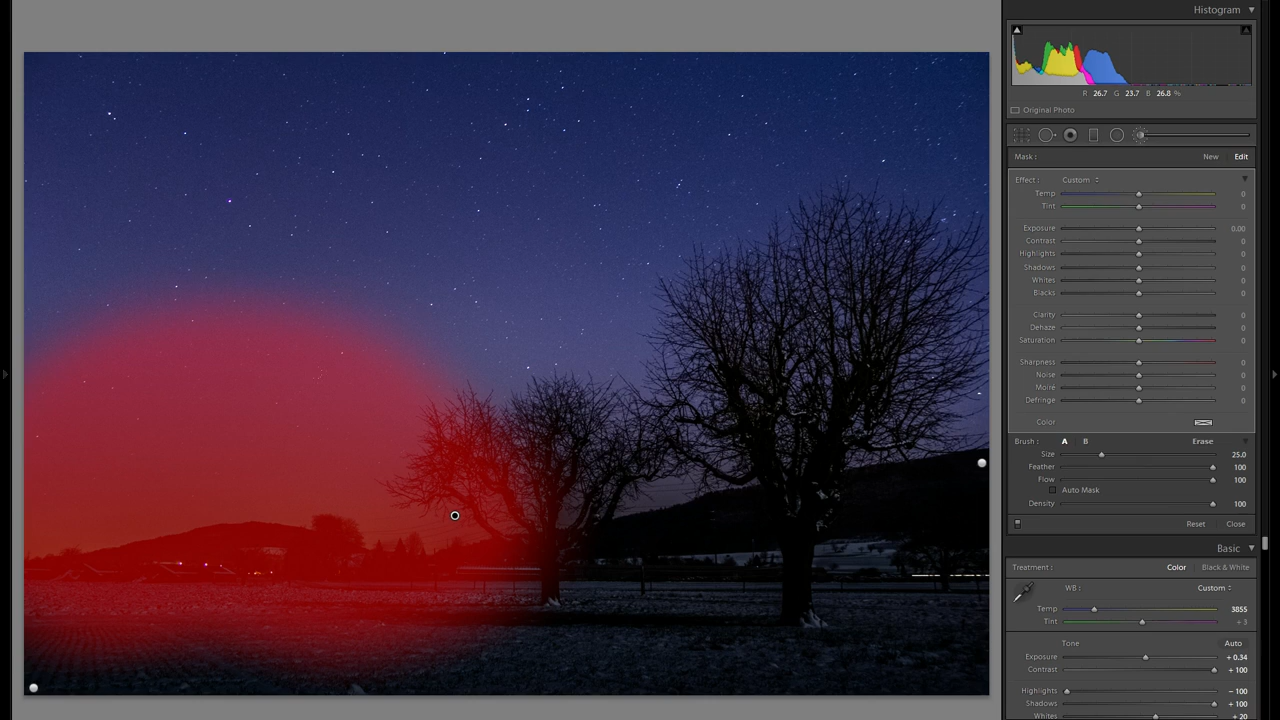 Histogram
R 26.7 G 23.7 B 26.8 %
Original Photo
Mask : New Edit
Effect : Custom
Temp 0
Tint 0
Exposure 0.00
Contrast 0
Highlights 0
Shadows 0
Whites 0
Blacks 0
Clarity 0
Dehaze 0
Saturation 0
Sharpness 0
Noise 0
Moiré 0
Defringe 0
Color
Brush : A B Erase
Size 25.0
Feather 100
Flow 100
Auto Mask
Density 100
Reset Close
Basic
Treatment : Color Black & White
WB : Custom
Temp 3855
Tint + 3
Tone Auto
Exposure + 0.34
Contrast + 100
Highlights − 100
Shadows + 100
Whites + 20